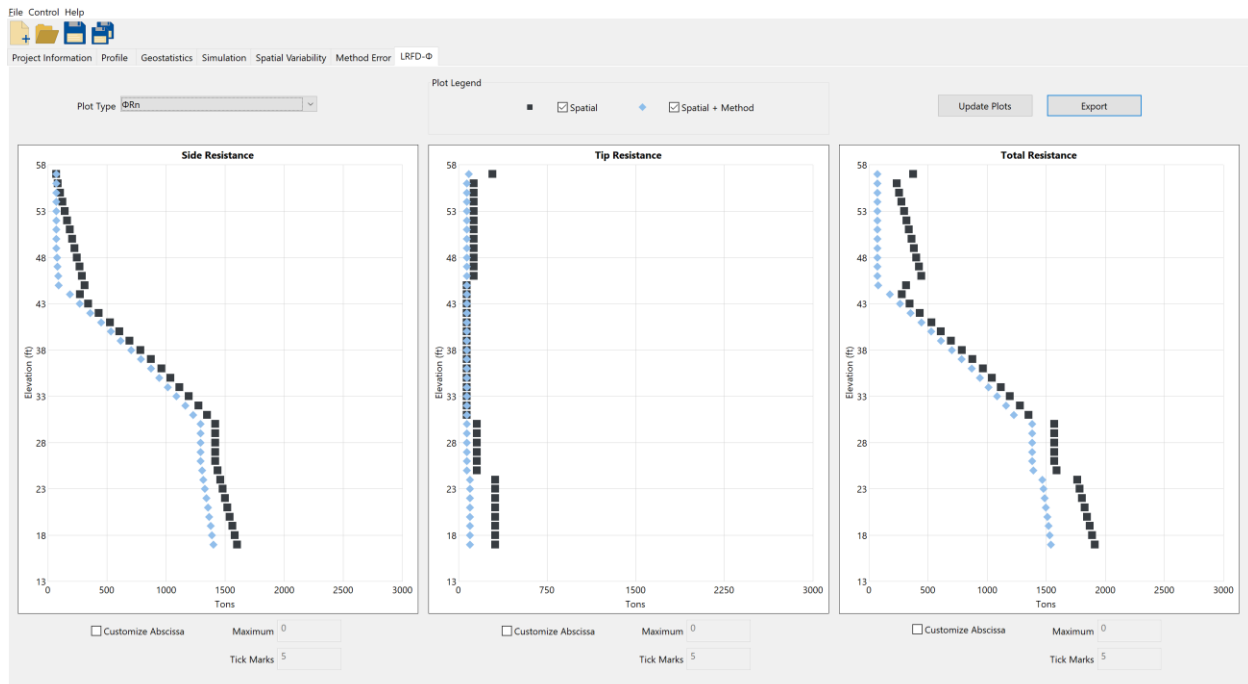 File Control Help
Project Information Profile Geostatistics Simulation Spatial Variability Method Error LRFD-Φ
Plot Legend
Plot Type ΦRn
Spatial Spatial + Method
Update Plots Export
Side Resistance
58
53
48
43
38
33
28
23
18
13
Elevation (ft)
0 500 1000 1500 2000 2500 3000
Tons
Customize Abscissa Maximum 0
Tick Marks 5
Tip Resistance
58
53
48
43
38
33
28
23
18
13
Elevation (ft)
0 750 1500 2250 3000
Tons
Customize Abscissa Maximum 0
Tick Marks 5
Total Resistance
58
53
48
43
38
33
28
23
18
13
Elevation (ft)
0 500 1000 1500 2000 2500 3000
Tons
Customize Abscissa Maximum 0
Tick Marks 5